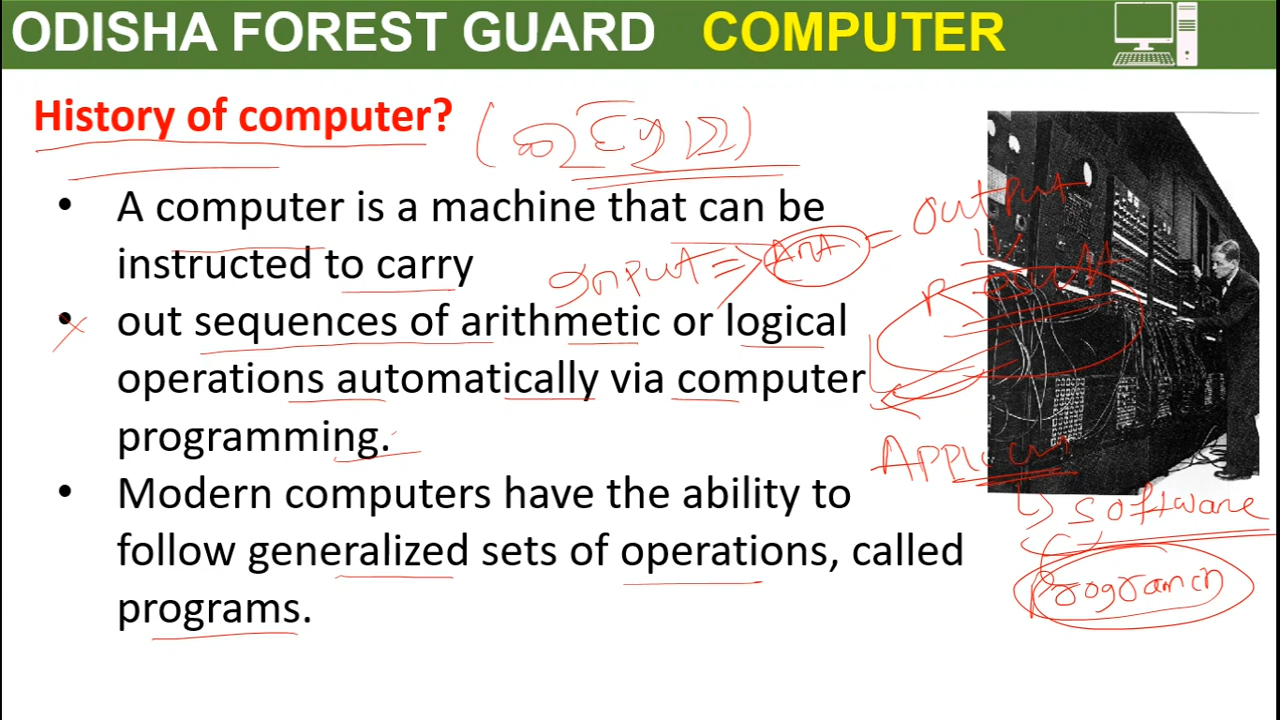 ODISHA FOREST GUARD COMPUTER
History of computer?
• A computer is a machine that can be
instructed to carry
• out sequences of arithmetic or logical
operations automatically via computer
programming.
• Modern computers have the ability to
follow generalized sets of operations, called
programs.
output
Input ⇒ = 
Result
software